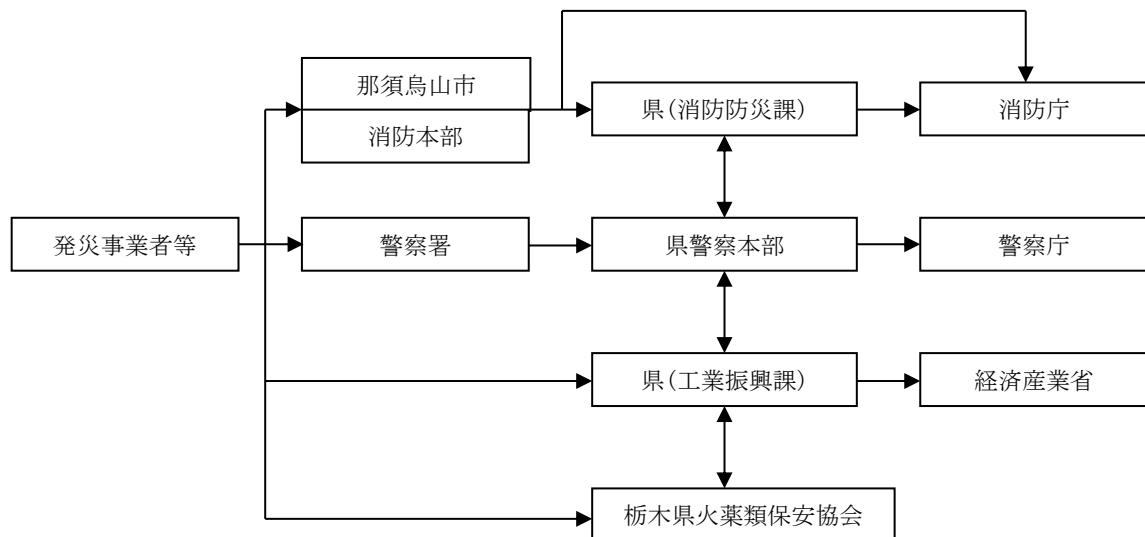 那須烏山市
消防本部
県（消防防災課）
消防庁
発災事業者等
警察署
県警察本部
警察庁
県（工業振興課）
経済産業省
栃木県火薬類保安協会